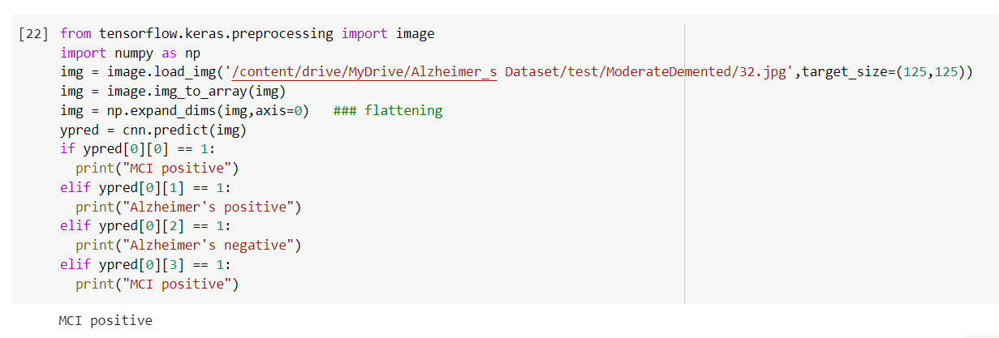 [22] from tensorflow.keras.preprocessing import image
import numpy as np
img = image.load_img('/content/drive/MyDrive/Alzheimer_s Dataset/test/ModerateDemented/32.jpg',target_size=(125,125))
img = image.img_to_array(img)
img = np.expand_dims(img,axis=0)   ### flattening
ypred = cnn.predict(img)
if ypred[0][0] == 1:
  print("MCI positive")
elif ypred[0][1] == 1:
  print("Alzheimer's positive")
elif ypred[0][2] == 1:
  print("Alzheimer's negative")
elif ypred[0][3] == 1:
  print("MCI positive")
MCI positive